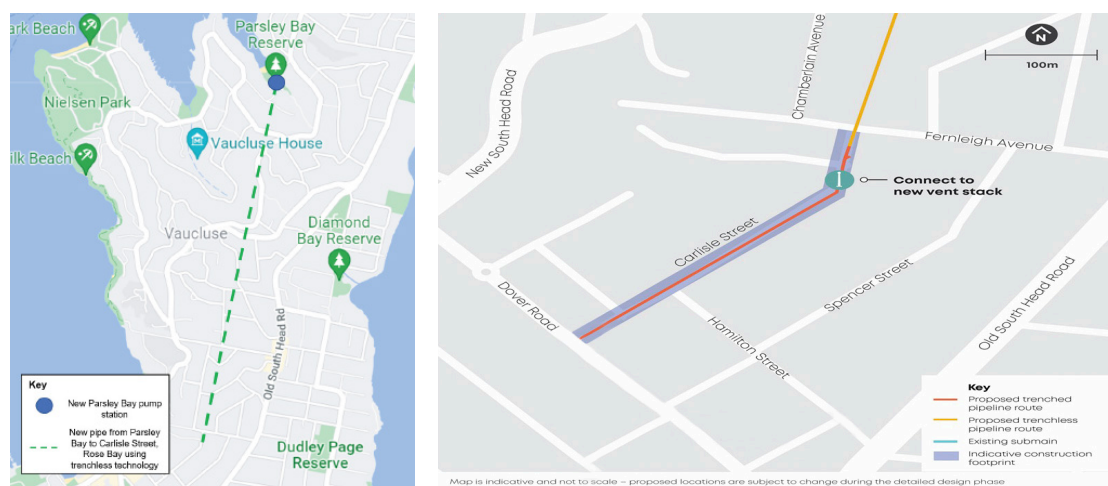 ark Beach
Parsley Bay
Reserve
Nielsen Park
Vaucluse House
ilk Beach
Diamond
Bay Reserve
Vaucluse
Old South Head Rd
Dudley Page
Reserve
Key
New Parsley Bay pump
station
New pipe from Parsley
Bay to Carlisle Street,
Rose Bay using
trenchless technology
N
100m
Chamberlain Avenue
New South Head Road
Fernleigh Avenue
Connect to
new vent stack
Carlisle Street
Spencer Street
Old South Head Road
Dover Road
Hamilton Street
Key
Proposed trenched
pipeline route
Proposed trenchless
pipeline route
Existing submain
Indicative construction
footprint
Map is indicative and not to scale – proposed locations are subject to change during the detailed design phase